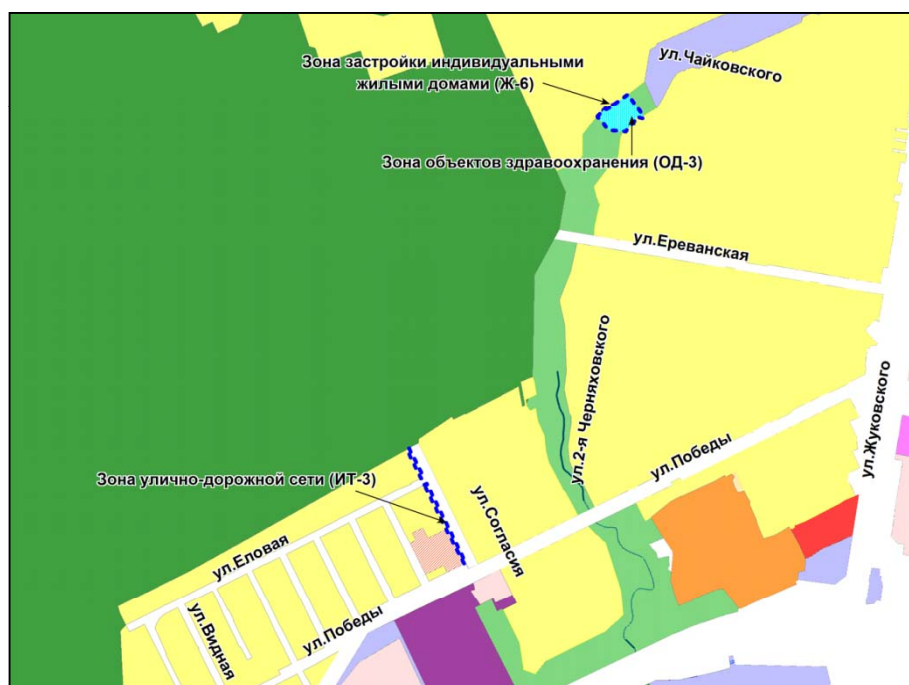 Зона застройки индивидуальными
жилыми домами (Ж-6)
ул.Чайковского
Зона объектов здравоохранения (ОД-3)
ул.Ереванская
ул.2-я Черняховского
ул.Жуковского
ул.Победы
Зона улично-дорожной сети (ИТ-3)
ул.Согласия
ул.Еловая
ул.Видная
ул.Победы